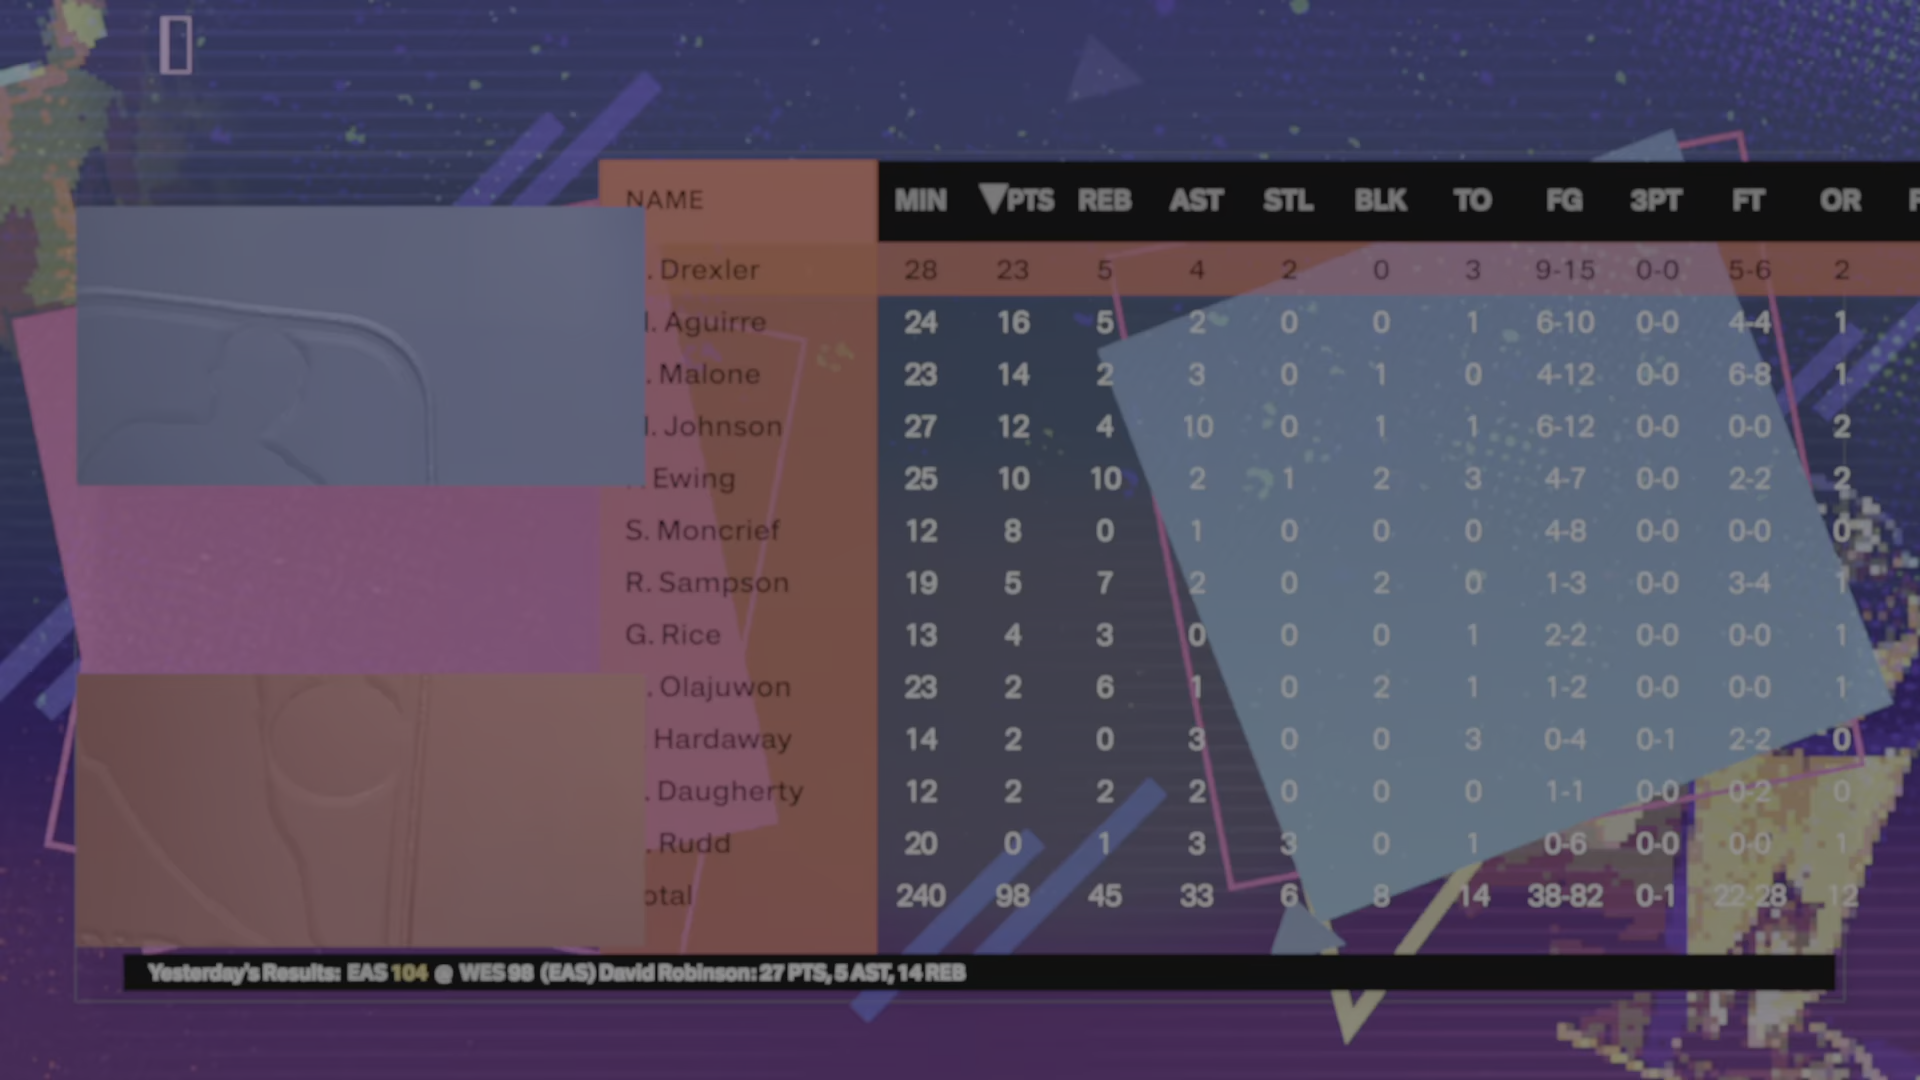 NAME MIN ▼PTS REB AST STL BLK TO FG 3PT FT OR
. Drexler 28 23 5 4 2 0 3 9-15 0-0 5-6 2
. Aguirre 24 16 5 2 0 0 1 6-10 0-0 4-4 1
. Malone 23 14 2 3 0 1 0 4-12 0-0 6-8 1
. Johnson 27 12 4 10 0 1 1 6-12 0-0 0-0 2
. Ewing 25 10 10 2 1 2 3 4-7 0-0 2-2 2
S. Moncrief 12 8 0 1 0 0 0 4-8 0-0 0-0 0
R. Sampson 19 5 7 2 0 2 0 1-3 0-0 3-4 1
G. Rice 13 4 3 0 0 0 1 2-2 0-0 0-0 1
. Olajuwon 23 2 6 1 0 2 1 1-2 0-0 0-0 1
Hardaway 14 2 0 3 0 0 3 0-4 0-1 2-2 0
. Daugherty 12 2 2 2 0 0 0 1-1 0-0 0-2 0
. Rudd 20 0 1 3 3 0 1 0-6 0-0 0-0 1
otal 240 98 45 33 6 8 14 38-82 0-1 22-28 12
Yesterday's Results: EAS 104 @ WES 98 (EAS) David Robinson: 27 PTS, 5 AST, 14 REB